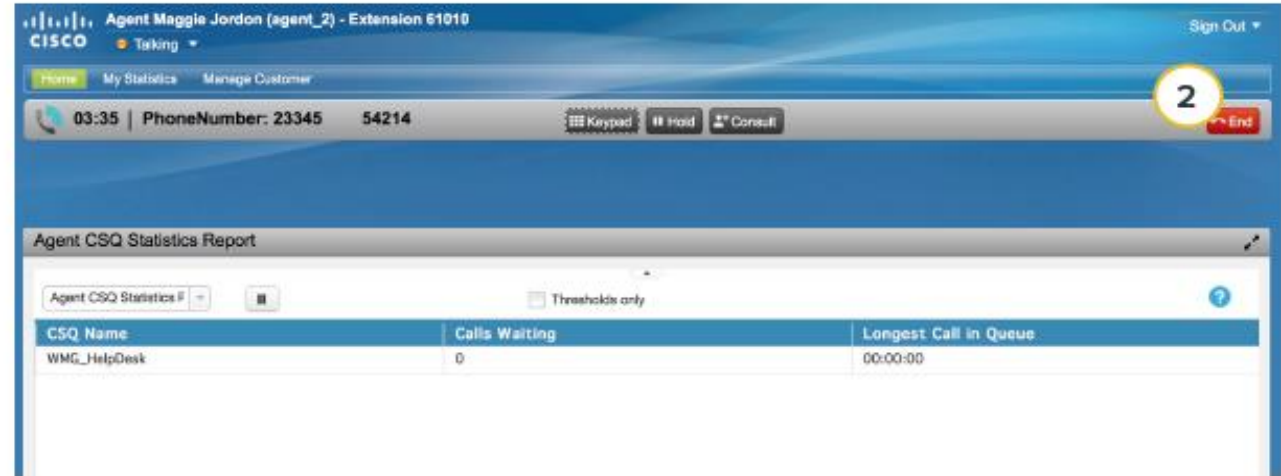 Agent Maggie Jordon (agent_2) - Extension 61010
Sign Out
CISCO
Talking
Home My Statistics Manage Customer
2
03:35 | PhoneNumber: 23345 54214 Keypad Hold Consult End
Agent CSQ Statistics Report
Agent CSQ Statistics F Thresholds only ?
CSQ Name Calls Waiting Longest Call in Queue
WMG_HelpDesk 0 00:00:00